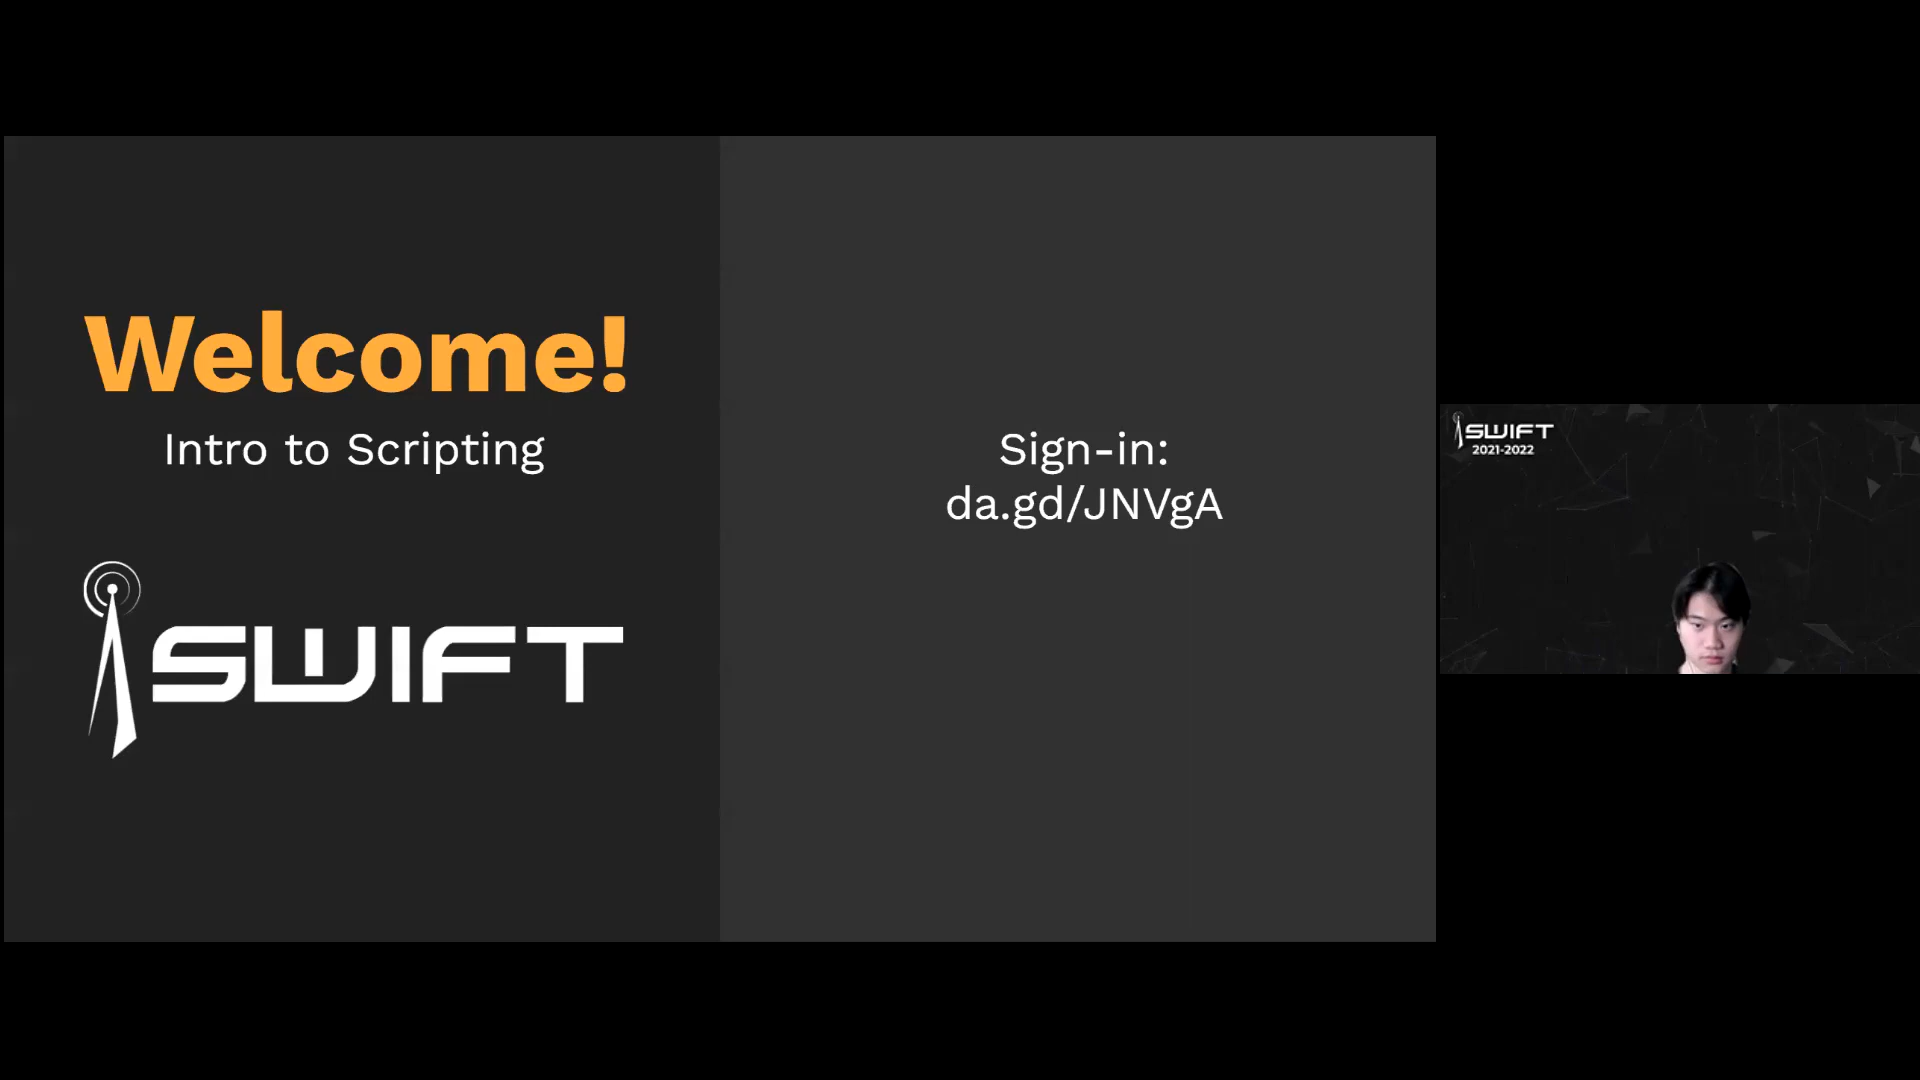 Welcome!
Intro to Scripting
SWIFT
Sign-in:
da.gd/JNVgA
SWIFT
2021-2022